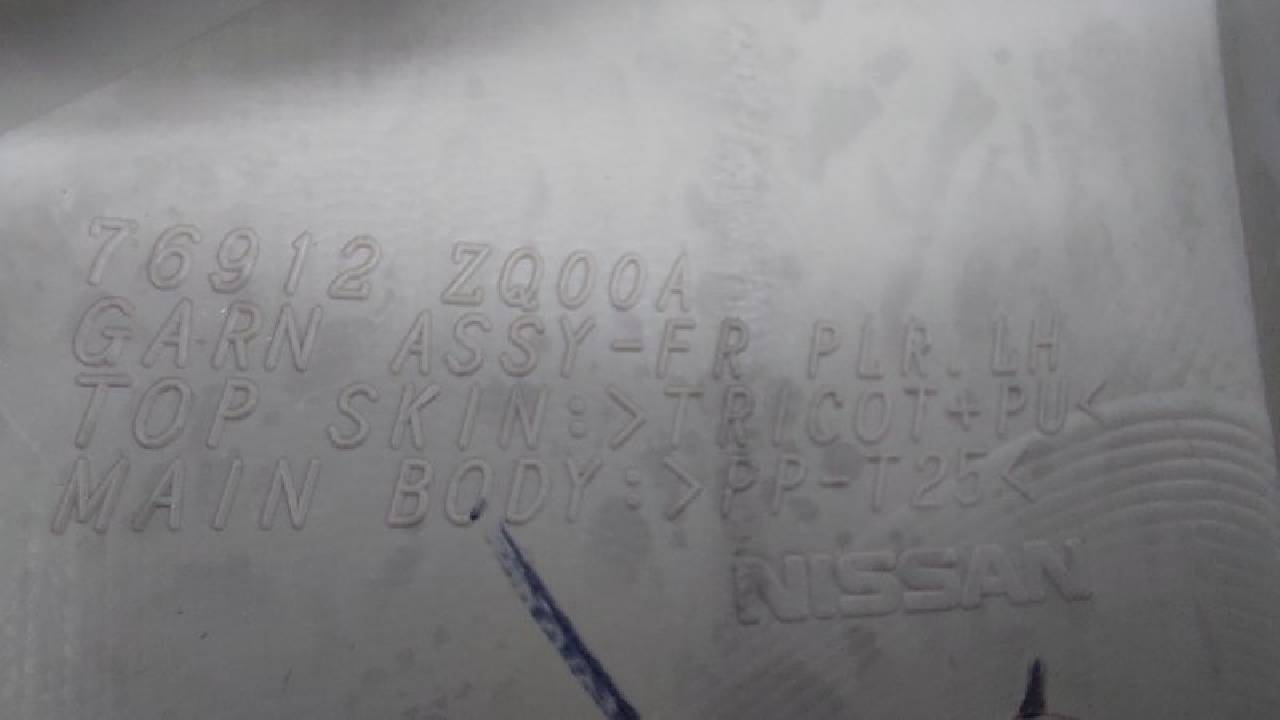 76912 ZQ00A
GARN ASSY-FR PLR. LH
TOP SKIN:>TRICOT+PU<
MAIN BODY:>PP-T25<
NISSAN